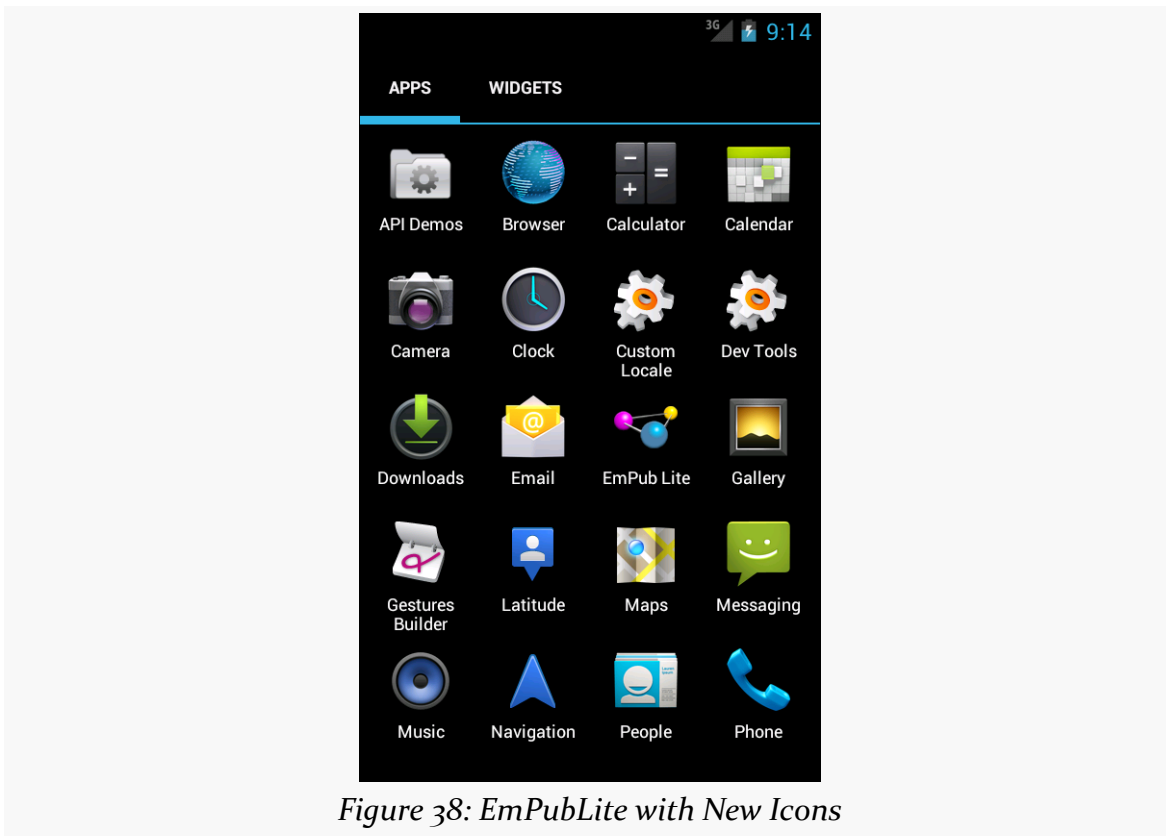 3G 9:14
APPS WIDGETS
API Demos Browser Calculator Calendar
Camera Clock Custom Locale Dev Tools
Downloads Email EmPub Lite Gallery
Gestures Builder Latitude Maps Messaging
Music Navigation People Phone
Figure 38: EmPubLite with New Icons